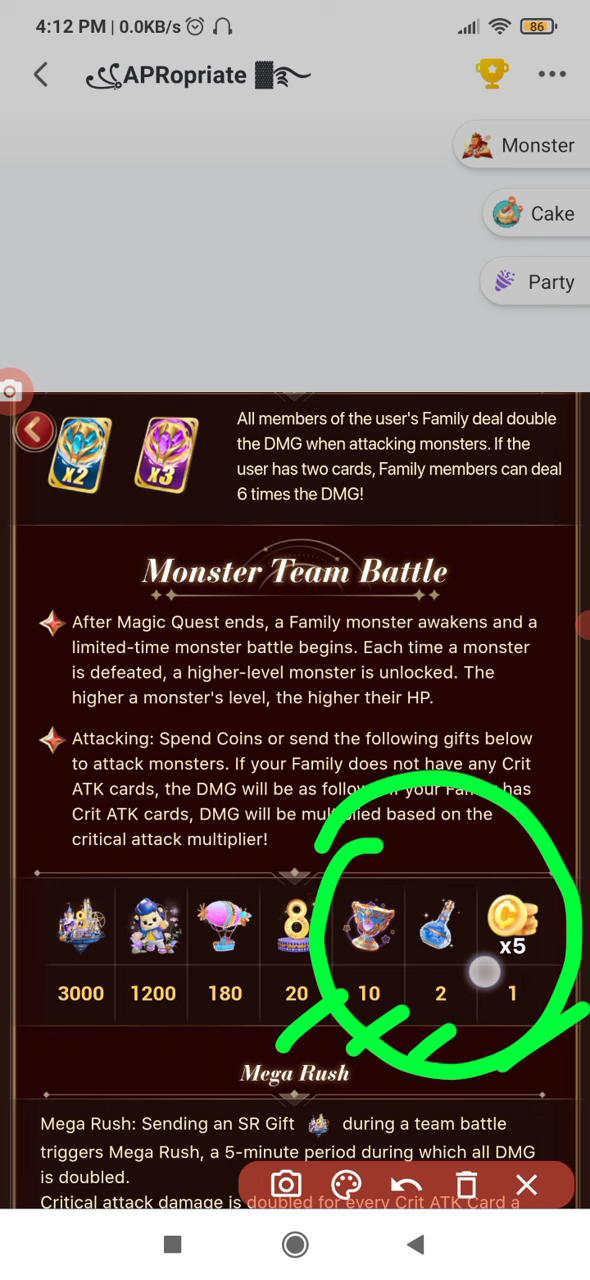 4:12 PM | 0.0KB/s
86
APRopriate
Monster
Cake
Party
x2
x3
All members of the user's Family deal double
the DMG when attacking monsters. If the
user has two cards, Family members can deal
6 times the DMG!
Monster Team Battle
After Magic Quest ends, a Family monster awakens and a
limited-time monster battle begins. Each time a monster
is defeated, a higher-level monster is unlocked. The
higher a monster's level, the higher their HP.
Attacking: Spend Coins or send the following gifts below
to attack monsters. If your Family does not have any Crit
ATK cards, the DMG will be as follow your Fam has
Crit ATK cards, DMG will be multiplied based on the
critical attack multiplier!
8
C
x5
3000 1200 180 20 10 2 1
Mega Rush
Mega Rush: Sending an SR Gift during a team battle
triggers Mega Rush, a 5-minute period during which all DMG
is doubled.
Critical attack damage is doubled for every Crit ATK Card a